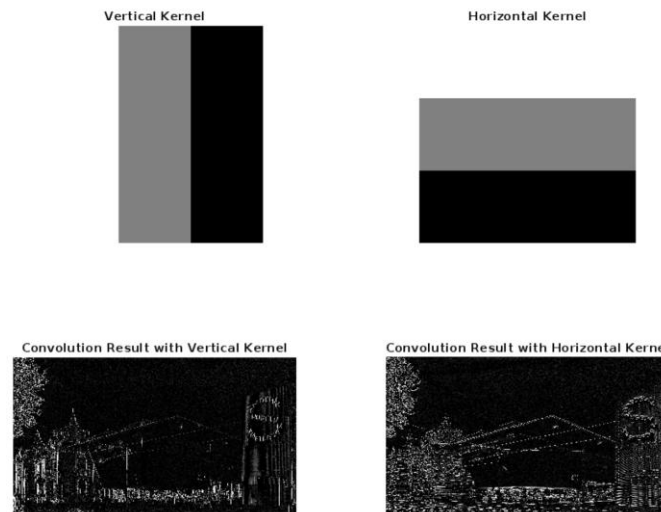 Vertical Kernel
Horizontal Kernel
Convolution Result with Vertical Kernel
Convolution Result with Horizontal Kerne